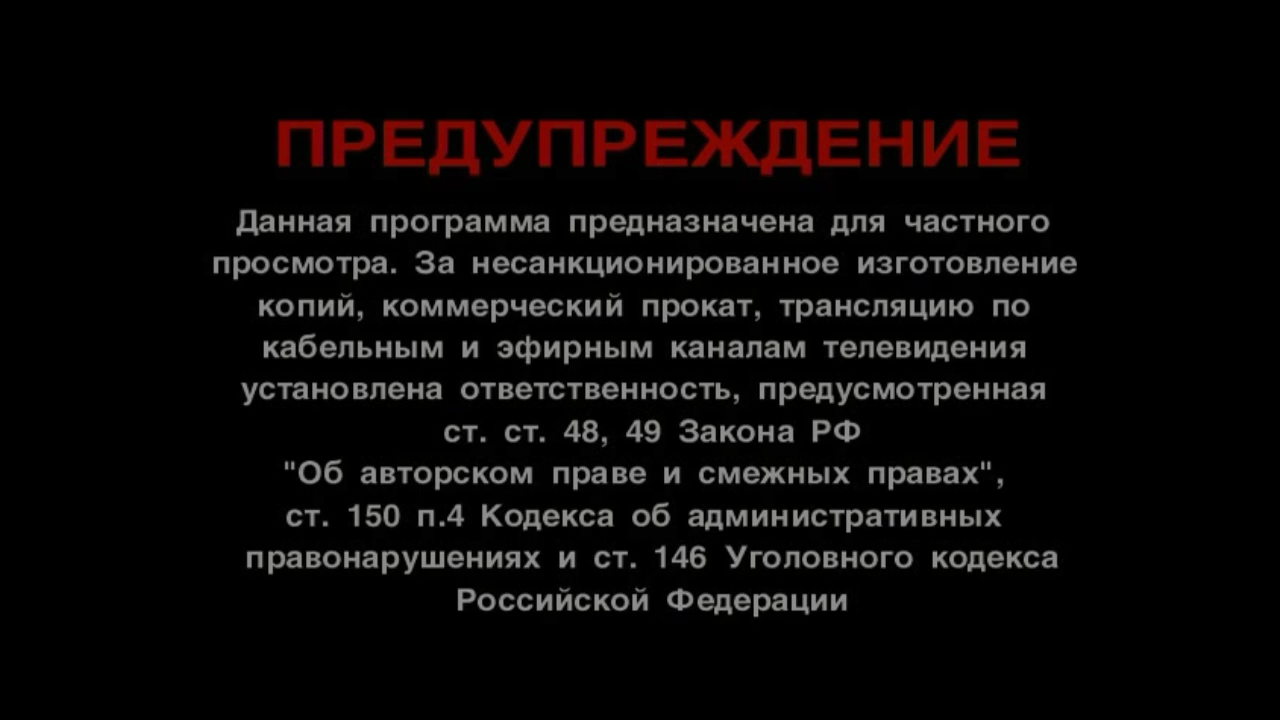 ПРЕДУПРЕЖДЕНИЕ
Данная программа предназначена для частного
просмотра. За несанкционированное изготовление
копий, коммерческий прокат, трансляцию по
кабельным и эфирным каналам телевидения
установлена ответственность, предусмотренная
ст. ст. 48, 49 Закона РФ
"Об авторском праве и смежных правах",
ст. 150 п.4 Кодекса об административных
правонарушениях и ст. 146 Уголовного кодекса
Российской Федерации